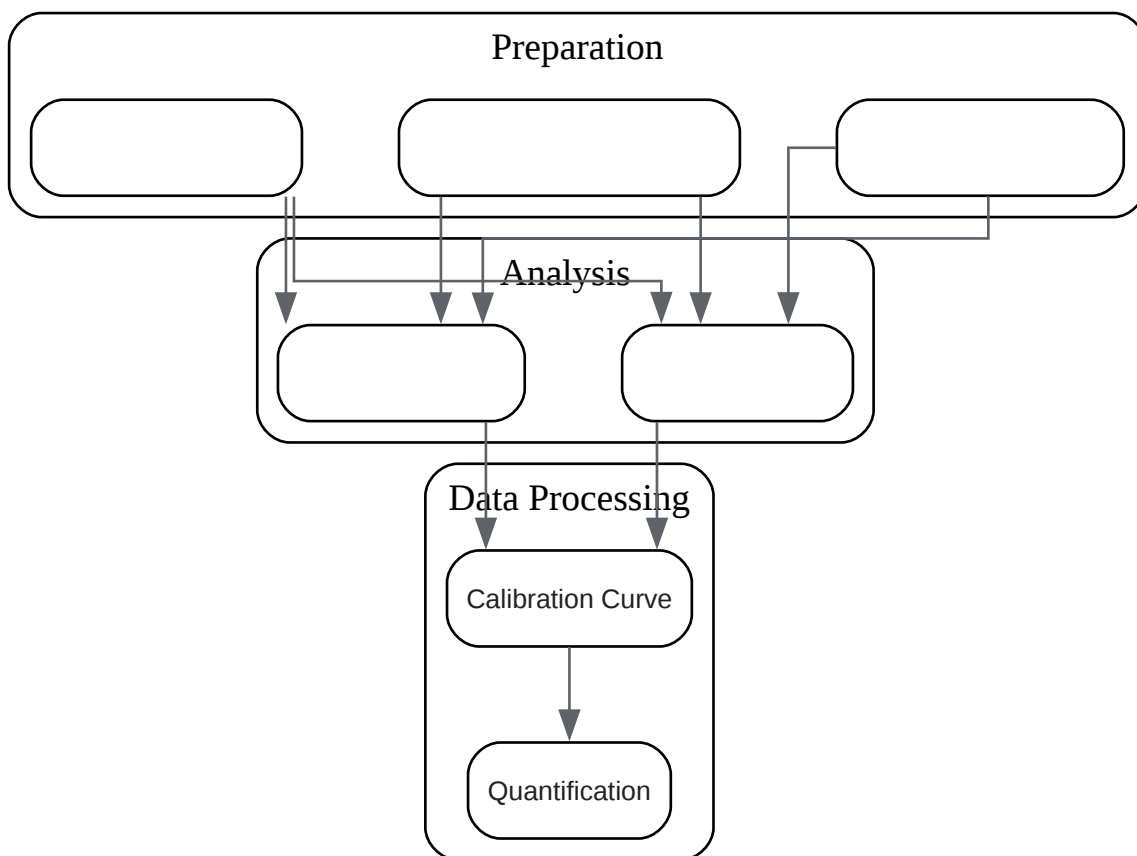 Preparation
Analysis
Data Processing
Calibration Curve
Quantification